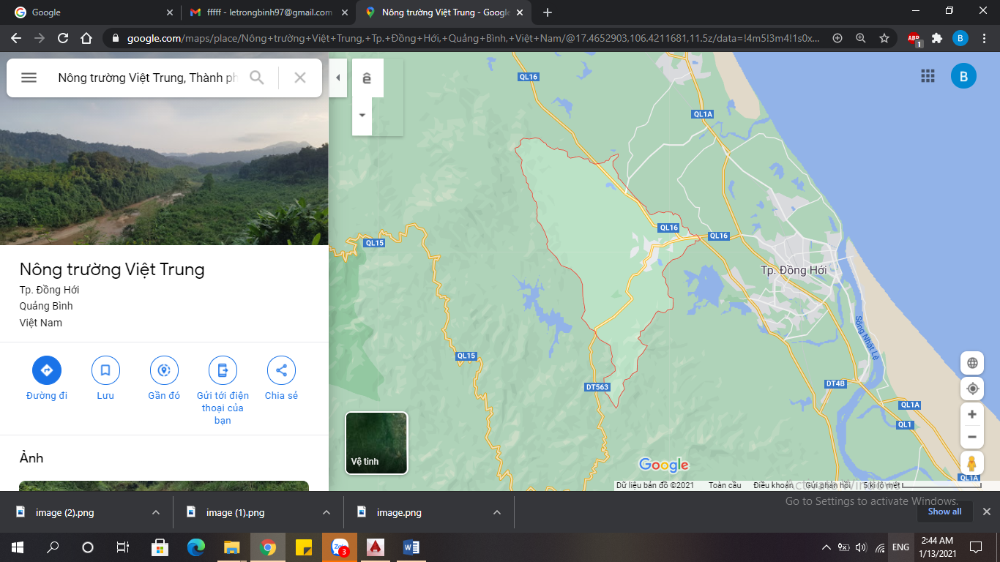 Google
fffff - letrongbinh97@gmail.com
Nông trường Việt Trung - Google
google.com/maps/place/Nông+trường+Việt+Trung,+Tp.+Đồng+Hới,+Quảng+Bình,+Việt+Nam/@17.4652903,106.4211681,11.5z/data=!4m5!3m4!1s0x...
ABP
1
B
Nông trường Việt Trung, Thành ph
ê
B
QL16
QL1A
QL16
QL16
QL15
Tp. Đồng Hới
Sông Nhật Lệ
QL15
DT563
DT4B
QL1A
QL1
QL1A
Nông trường Việt Trung
Tp. Đồng Hới
Quảng Bình
Việt Nam
Đường đi
Lưu
Gần đó
Gửi tới điện
thoại của
bạn
Chia sẻ
Ảnh
Vệ tinh
Google
Dữ liệu bản đồ ©2021
Toàn cầu
Điều khoản
Gửi phản hồi
5 ki lô mét
Activate Windows
Go to Settings to activate Windows.
image (2).png
image (1).png
image.png
Show all
Zalo
3
W
ENG
2:44 AM
1/13/2021